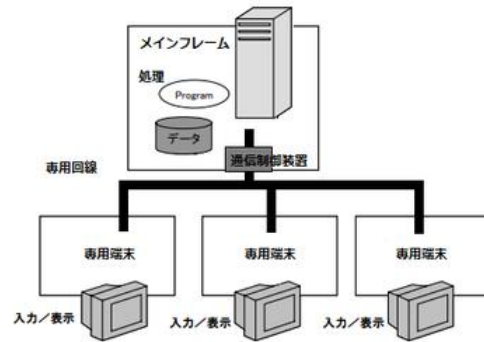 メインフレーム
処理
Program
データ
通信制御装置
専用回線
専用端末
専用端末
専用端末
入力／表示
入力／表示
入力／表示